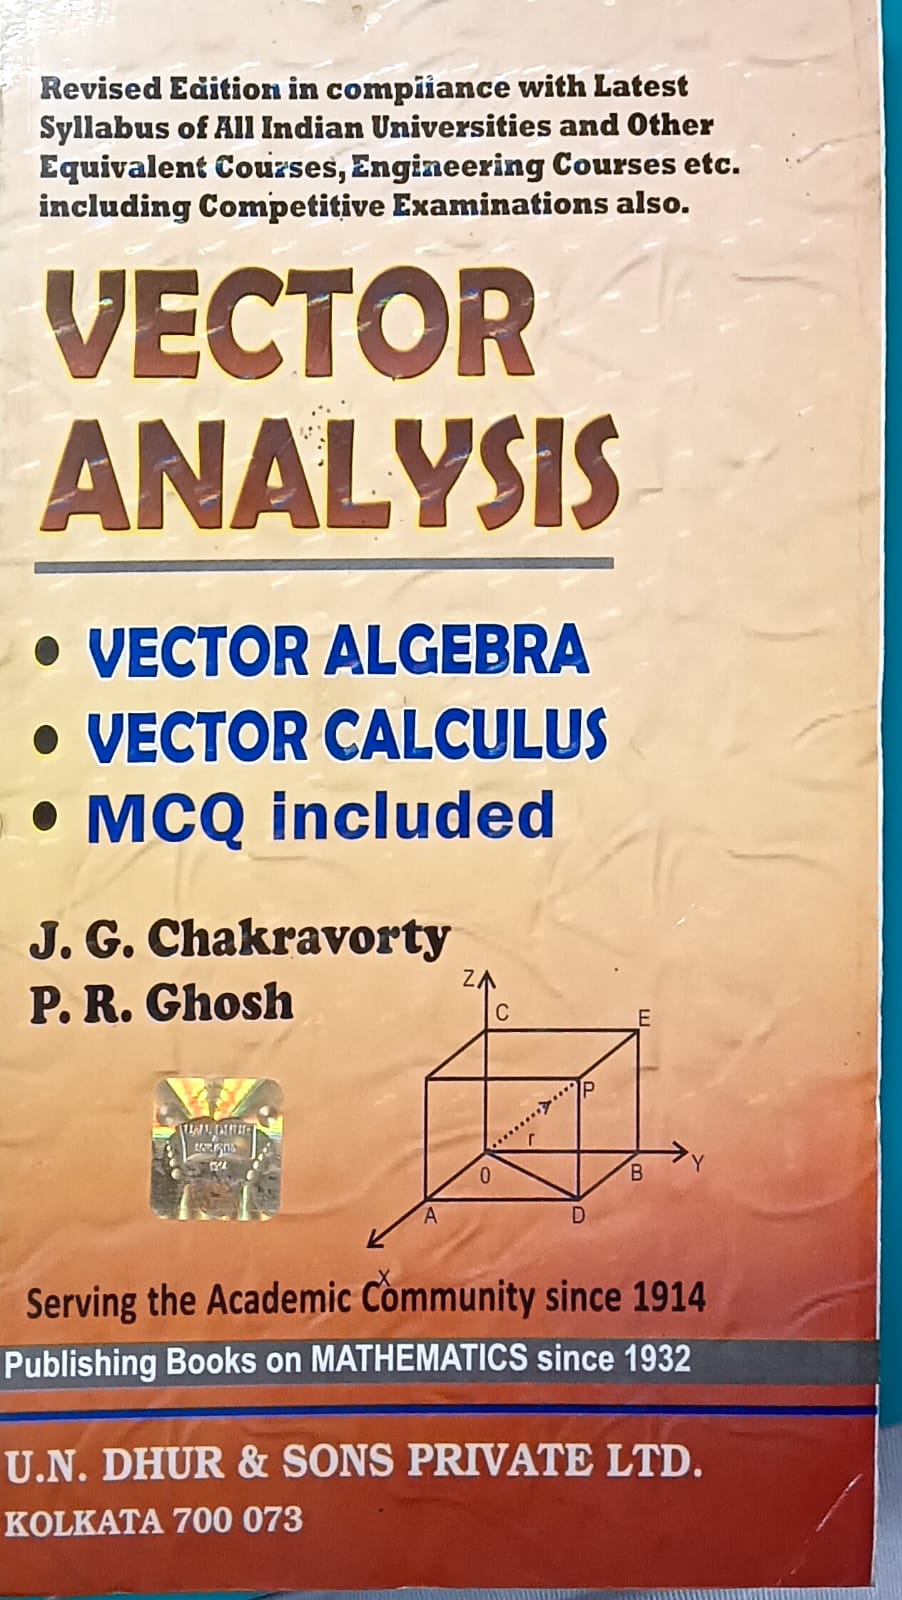 Revised Edition in compliance with Latest
Syllabus of All Indian Universities and Other
Equivalent Courses, Engineering Courses etc.
including Competitive Examinations also.
VECTOR
ANALYSIS
• VECTOR ALGEBRA
• VECTOR CALCULUS
• MCQ included
J. G. Chakravorty
P. R. Ghosh
Z
C
E
P
r
O
B
Y
A
D
X
Serving the Academic Community since 1914
Publishing Books on MATHEMATICS since 1932
U.N. DHUR & SONS PRIVATE LTD.
KOLKATA 700 073